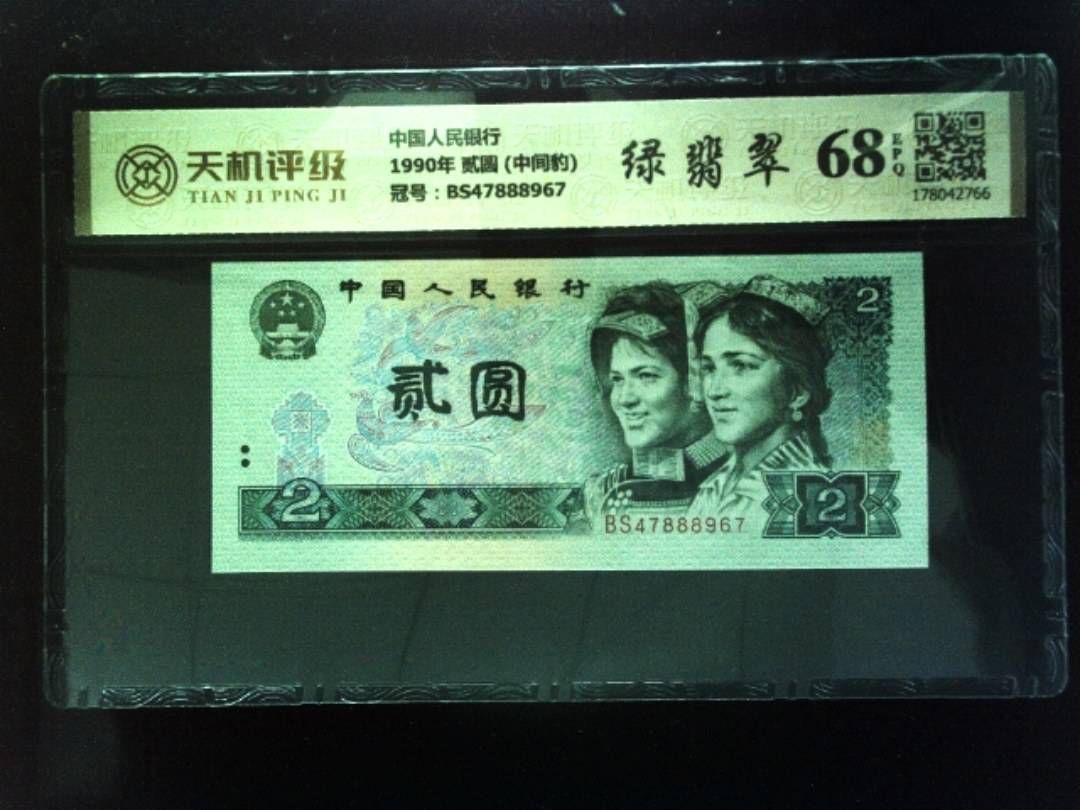 天机评级
TIAN JI PING JI
中国人民银行
1990年 贰圆 (中间豹)
冠号：BS47888967
绿翡翠
68
EPQ
178042766
中国人民银行
2
贰圆
2
BS47888967
2